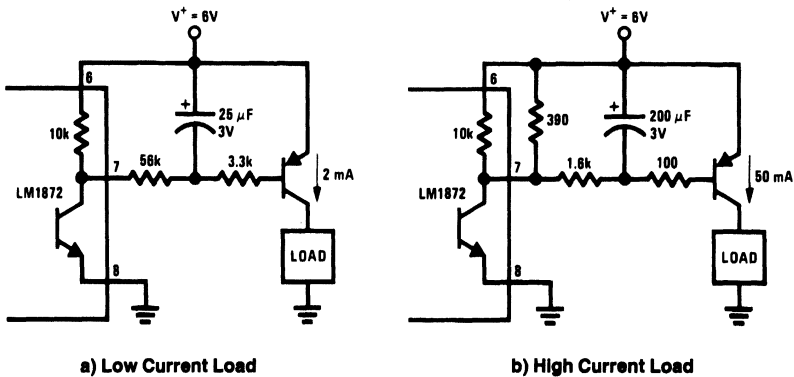 V⁺ = 6V
6
+
25 μF
3V
10k
7
56k
3.3k
2 mA
LM1872
LOAD
8
a) Low Current Load
V⁺ = 6V
6
390
+
200 μF
3V
10k
7
1.6k
100
50 mA
LM1872
LOAD
8
b) High Current Load